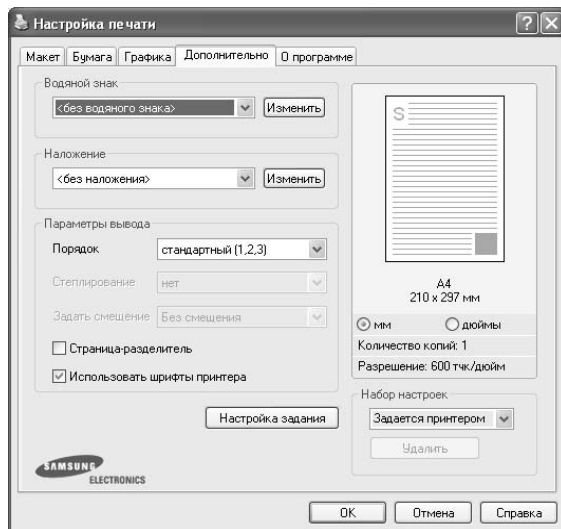 Настройка печати
Макет Бумага Графика Дополнительно О программе
Водяной знак
<без водяного знака> Изменить
Наложение
<без наложения> Изменить
Параметры вывода
Порядок стандартный (1,2,3)
Степлирование нет
Задать смещение Без смещения
Страница-разделитель
Использовать шрифты принтера
Настройка задания
SAMSUNG
ELECTRONICS
S
A4
210 x 297 мм
мм дюймы
Количество копий: 1
Разрешение: 600 тчк/дюйм
Набор настроек
Задается принтером
Удалить
OK Отмена Справка